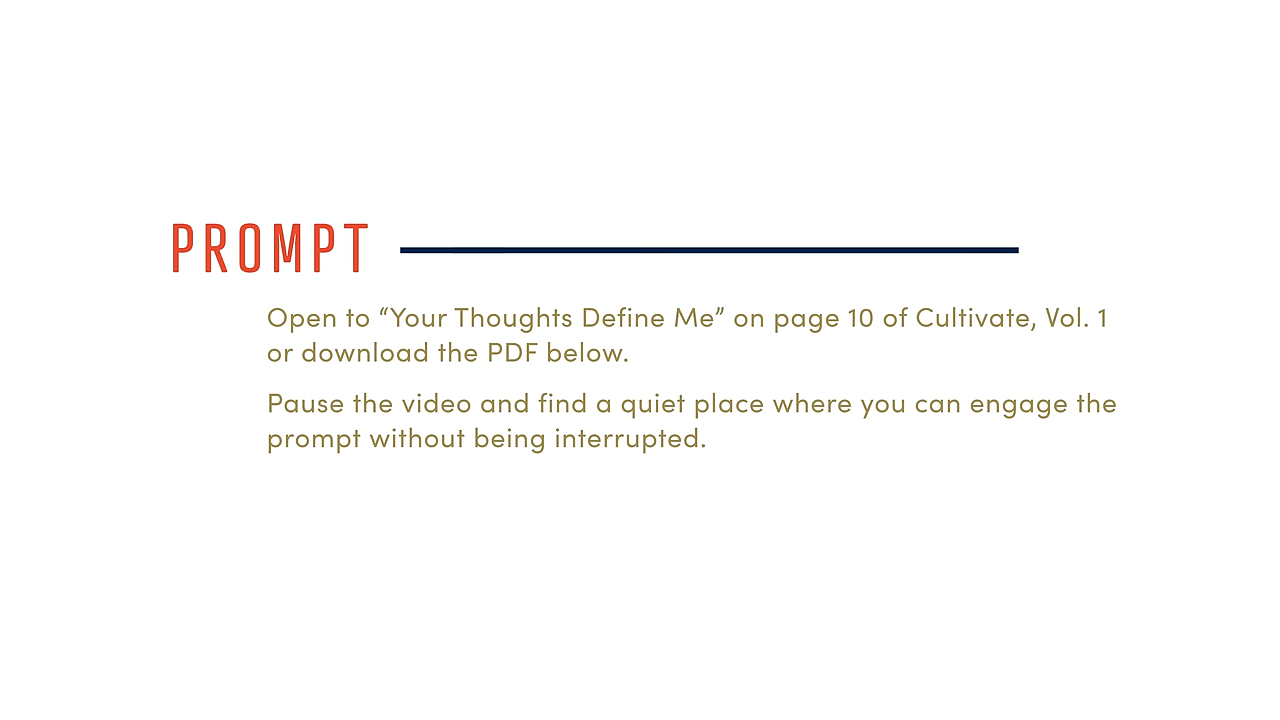 PROMPT
Open to “Your Thoughts Define Me” on page 10 of Cultivate, Vol. 1
or download the PDF below.
Pause the video and find a quiet place where you can engage the
prompt without being interrupted.